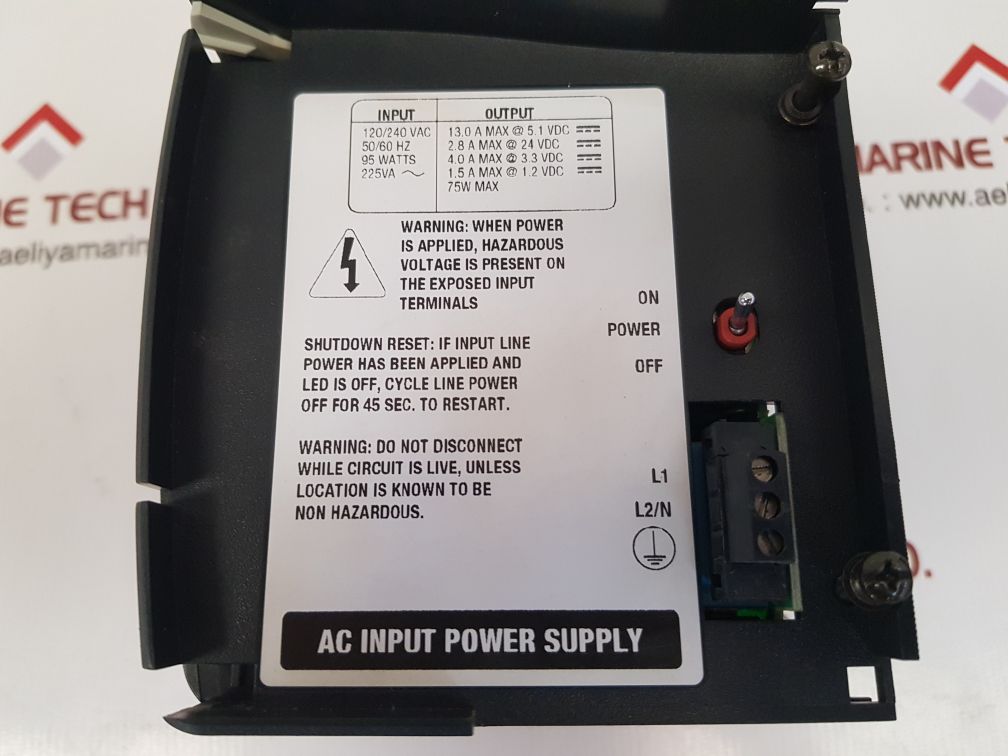 INPUT
120/240 VAC
50/60 HZ
95 WATTS
225VA
OUTPUT
13.0 A MAX @ 5.1 VDC
2.8 A MAX @ 24 VDC
4.0 A MAX @ 3.3 VDC
1.5 A MAX @ 1.2 VDC
75W MAX
WARNING: WHEN POWER
IS APPLIED, HAZARDOUS
VOLTAGE IS PRESENT ON
THE EXPOSED INPUT
TERMINALS
ON
POWER
OFF
SHUTDOWN RESET: IF INPUT LINE
POWER HAS BEEN APPLIED AND
LED IS OFF, CYCLE LINE POWER
OFF FOR 45 SEC. TO RESTART.
WARNING: DO NOT DISCONNECT
WHILE CIRCUIT IS LIVE, UNLESS
LOCATION IS KNOWN TO BE
NON HAZARDOUS.
L1
L2/N
AC INPUT POWER SUPPLY
NE TECH
aeliyamarin
MARINE TEC
: www.aeli
D.